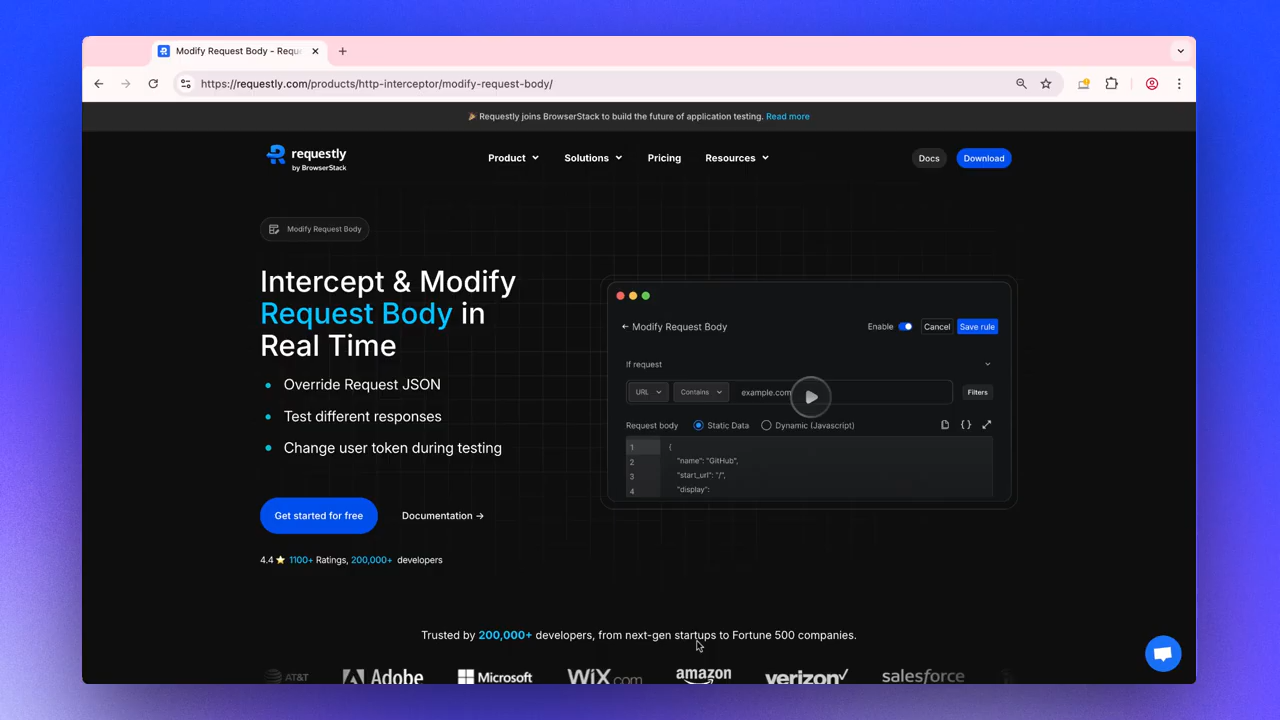 Modify Request Body - Reque
https://requestly.com/products/http-interceptor/modify-request-body/
🎉 Requestly joins BrowserStack to build the future of application testing. Read more
requestly
by BrowserStack
Product
Solutions
Pricing
Resources
Docs
Download
Modify Request Body
Intercept & Modify
Request Body in
Real Time
• Override Request JSON
• Test different responses
• Change user token during testing
Get started for free
Documentation →
4.4 ⭐ 1100+ Ratings, 200,000+ developers
← Modify Request Body
Enable
Cancel
Save rule
If request
URL
Contains
example.com
Filters
Request body
Static Data
Dynamic (Javascript)
{ }
1 {
2 "name": "GitHub",
3 "start_url": "/",
4 "display":
Trusted by 200,000+ developers, from next-gen startups to Fortune 500 companies.
AT&T
Adobe
Microsoft
WiX.com
amazon
verizon✓
salesforce